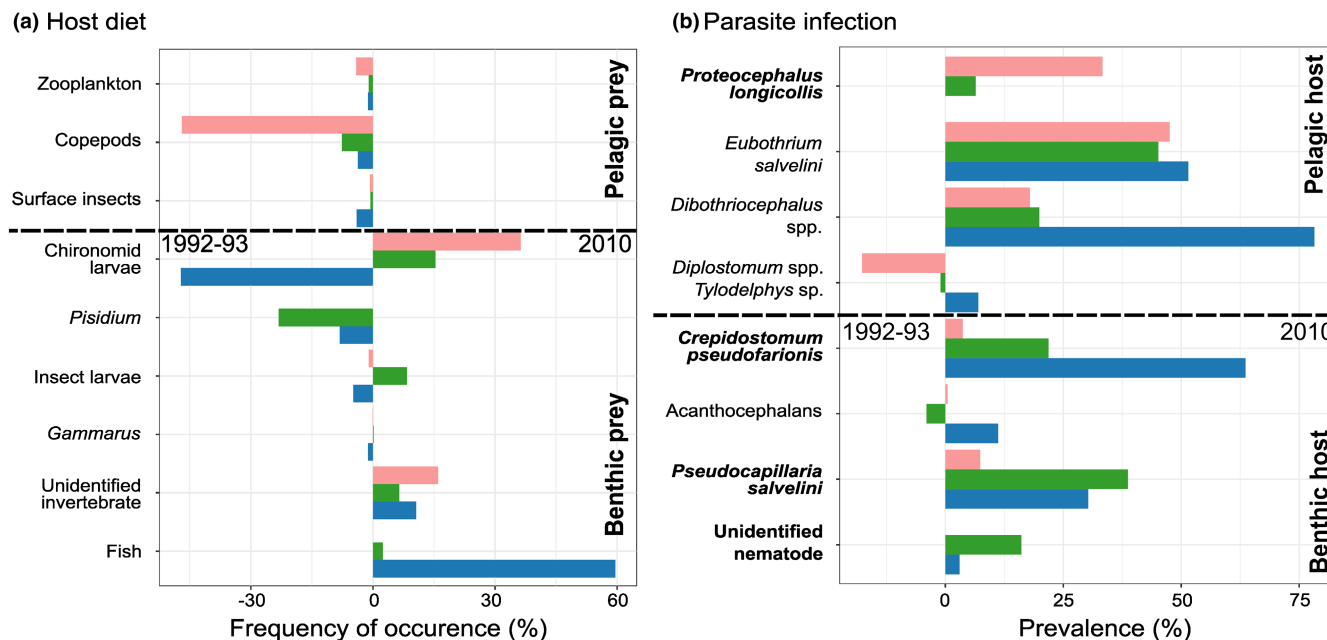 (a) Host diet
Zooplankton
Copepods
Surface insects
Pelagic prey
1992-93
2010
Chironomid
larvae
Pisidium
Insect larvae
Gammarus
Unidentified
invertebrate
Fish
Benthic prey
-30
0
30
60
Frequency of occurence (%)
(b) Parasite infection
Proteocephalus
longicollis
Eubothrium
salvelini
Dibothriocephalus
spp.
Diplostomum spp.
Tylodelphys sp.
Pelagic host
1992-93
2010
Crepidostomum
pseudofarionis
Acanthocephalans
Pseudocapillaria
salvelini
Unidentified
nematode
Benthic host
0
25
50
75
Prevalence (%)